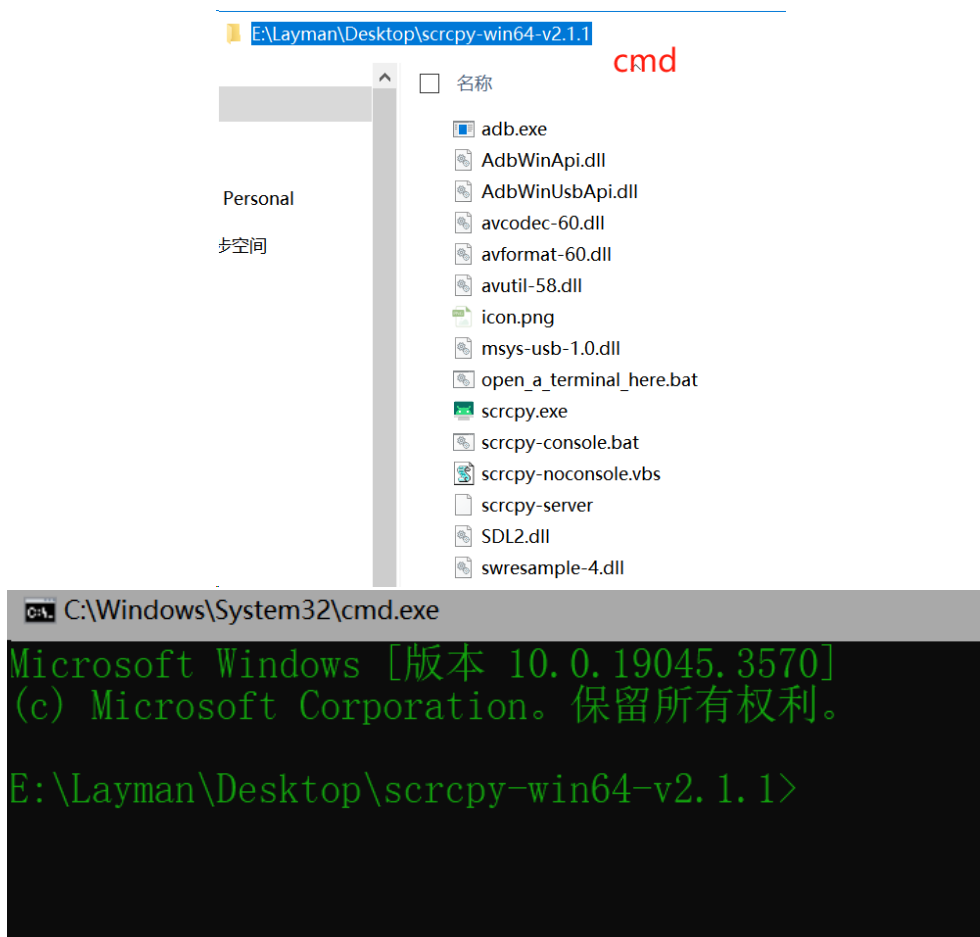 E:\Layman\Desktop\scrcpy-win64-v2.1.1
cmd
名称
Personal
步空间
adb.exe
AdbWinApi.dll
AdbWinUsbApi.dll
avcodec-60.dll
avformat-60.dll
avutil-58.dll
icon.png
msys-usb-1.0.dll
open_a_terminal_here.bat
scrcpy.exe
scrcpy-console.bat
scrcpy-noconsole.vbs
scrcpy-server
SDL2.dll
swresample-4.dll
C:\Windows\System32\cmd.exe
Microsoft Windows [版本 10.0.19045.3570]
(c) Microsoft Corporation。保留所有权利。
E:\Layman\Desktop\scrcpy-win64-v2.1.1>